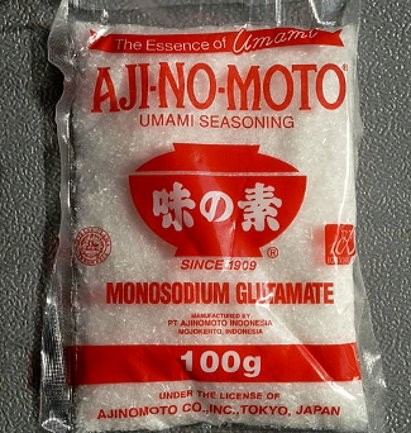 The Essence of Umami
AJI-NO-MOTO®
UMAMI SEASONING
味の素
®
SINCE 1909
MONOSODIUM GLUTAMATE
MANUFACTURED BY
PT AJINOMOTO INDONESIA
MOJOKERTO, INDONESIA
100g
UNDER THE LICENSE OF
AJINOMOTO CO.,INC.,TOKYO, JAPAN